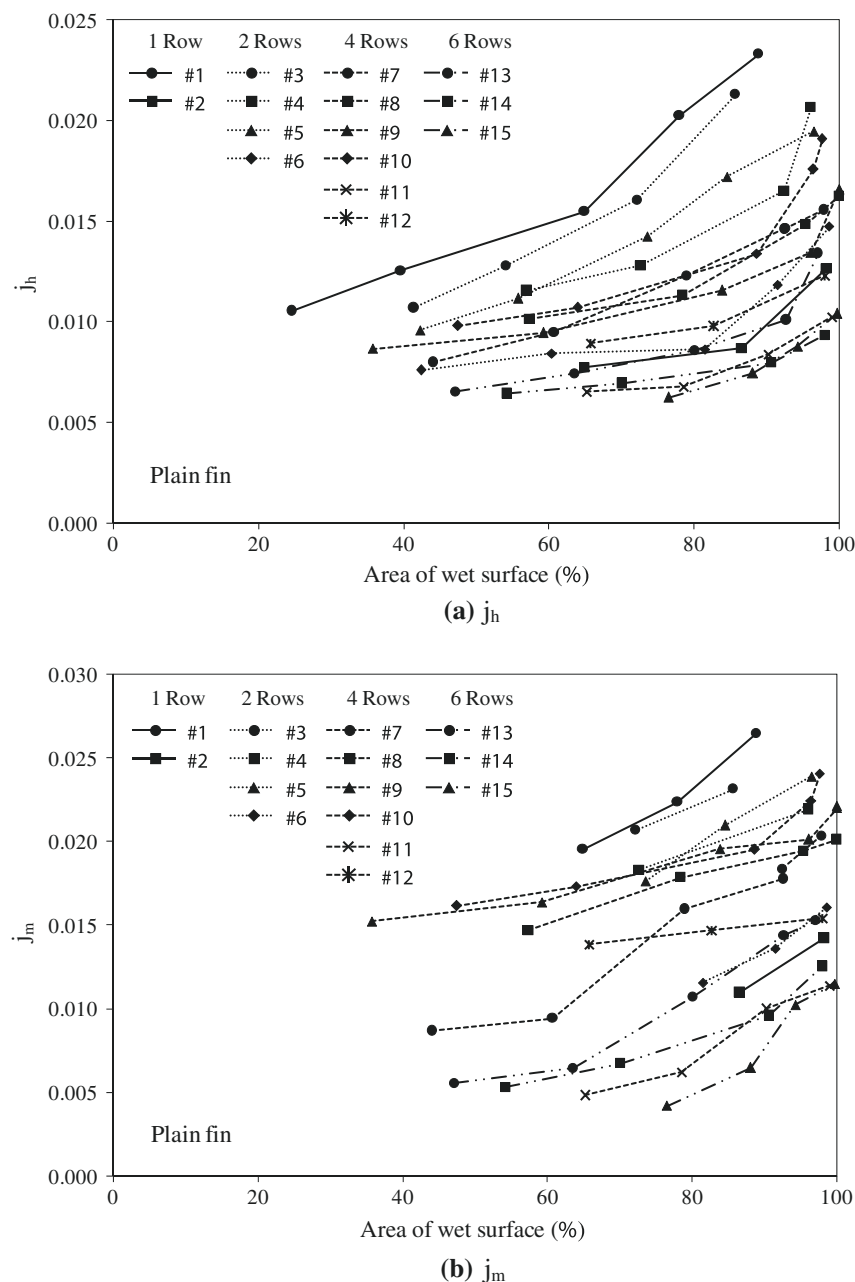 0.025
0.020
0.015
0.010
0.005
0.000
j_h
1 Row 2 Rows 4 Rows 6 Rows
#1 #3 #7 #13
#2 #4 #8 #14
#5 #9 #15
#6 #10
#11
#12
Plain fin
0 20 40 60 80 100
Area of wet surface (%)
(a) j_h
0.030
0.025
0.020
0.015
0.010
0.005
0.000
j_m
1 Row 2 Rows 4 Rows 6 Rows
#1 #3 #7 #13
#2 #4 #8 #14
#5 #9 #15
#6 #10
#11
#12
Plain fin
0 20 40 60 80 100
Area of wet surface (%)
(b) j_m